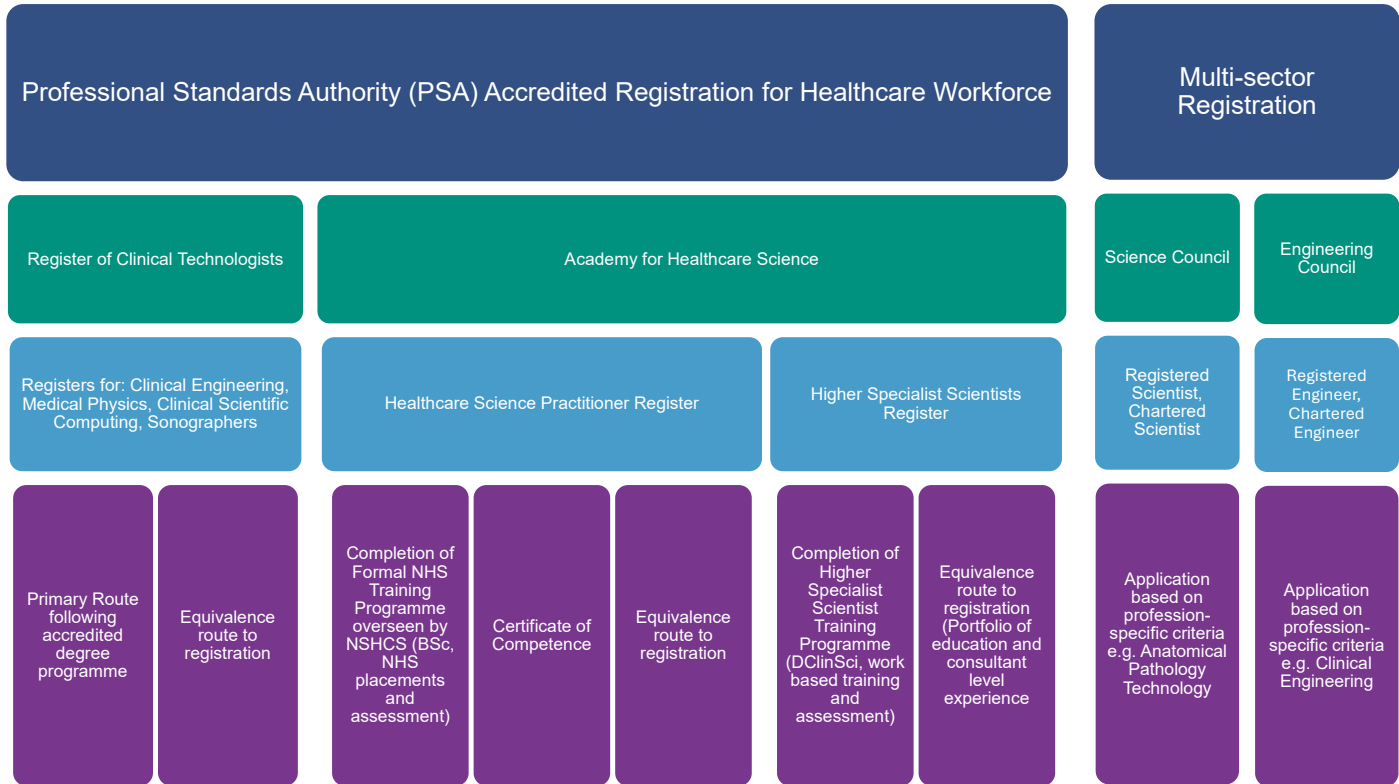 Professional Standards Authority (PSA) Accredited Registration for Healthcare Workforce
Multi-sector
Registration
Register of Clinical Technologists
Academy for Healthcare Science
Science Council
Engineering
Council
Registers for: Clinical Engineering,
Medical Physics, Clinical Scientific
Computing, Sonographers
Healthcare Science Practitioner Register
Higher Specialist Scientists
Register
Registered
Scientist,
Chartered
Scientist
Registered
Engineer,
Chartered
Engineer
Primary Route
following
accredited
degree
programme
Equivalence
route to
registration
Completion of
Formal NHS
Training
Programme
overseen by
NSHCS (BSc,
NHS
placements
and
assessment)
Certificate of
Competence
Equivalence
route to
registration
Completion of
Higher
Specialist
Scientist
Training
Programme
(DClinSci, work
based training
and
assessment)
Equivalence
route to
registration
(Portfolio of
education and
consultant
level
experience
Application
based on
profession-
specific criteria
e.g. Anatomical
Pathology
Technology
Application
based on
profession-
specific criteria
e.g. Clinical
Engineering